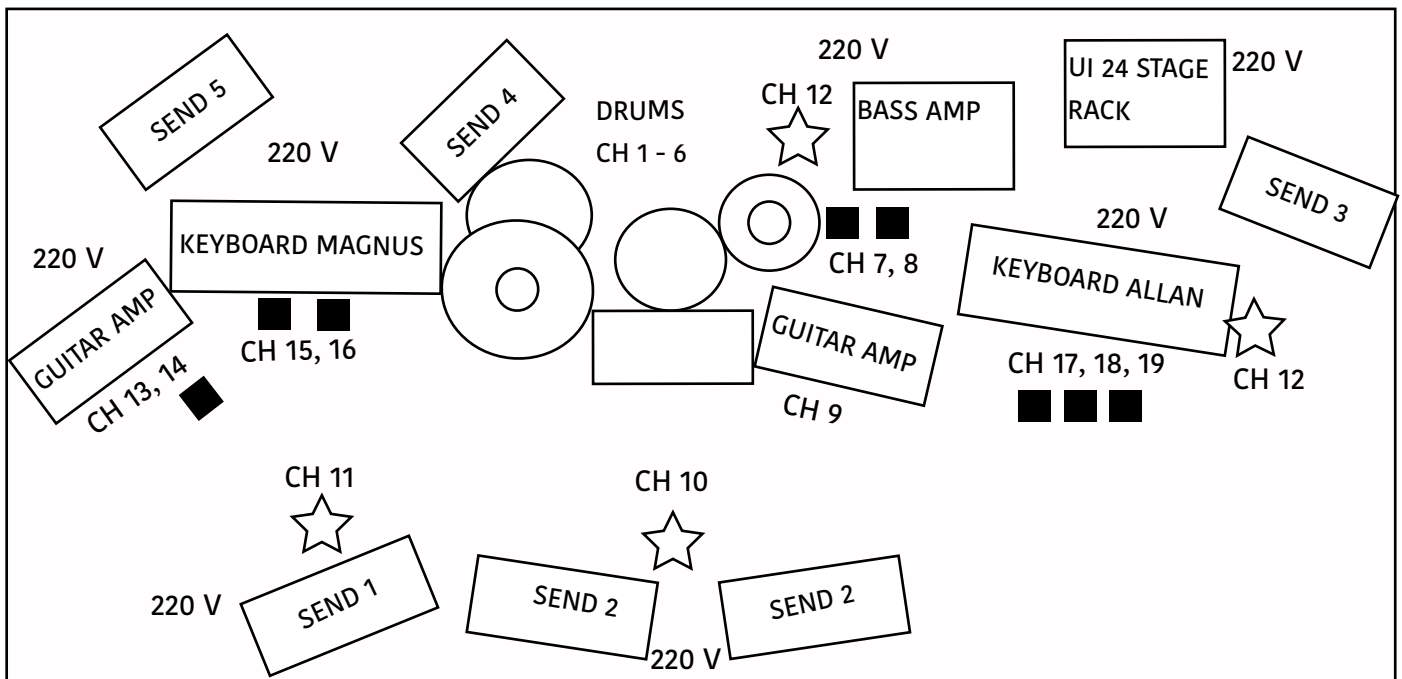 SEND 5
220 V
SEND 4
DRUMS
CH 1 - 6
220 V
CH 12
BASS AMP
UI 24 STAGE
RACK
220 V
SEND 3
220 V
KEYBOARD MAGNUS
220 V
GUITAR AMP
CH 13, 14
CH 15, 16
CH 7, 8
GUITAR AMP
CH 9
KEYBOARD ALLAN
CH 17, 18, 19
CH 12
CH 11
CH 10
220 V
SEND 1
SEND 2
220 V
SEND 2